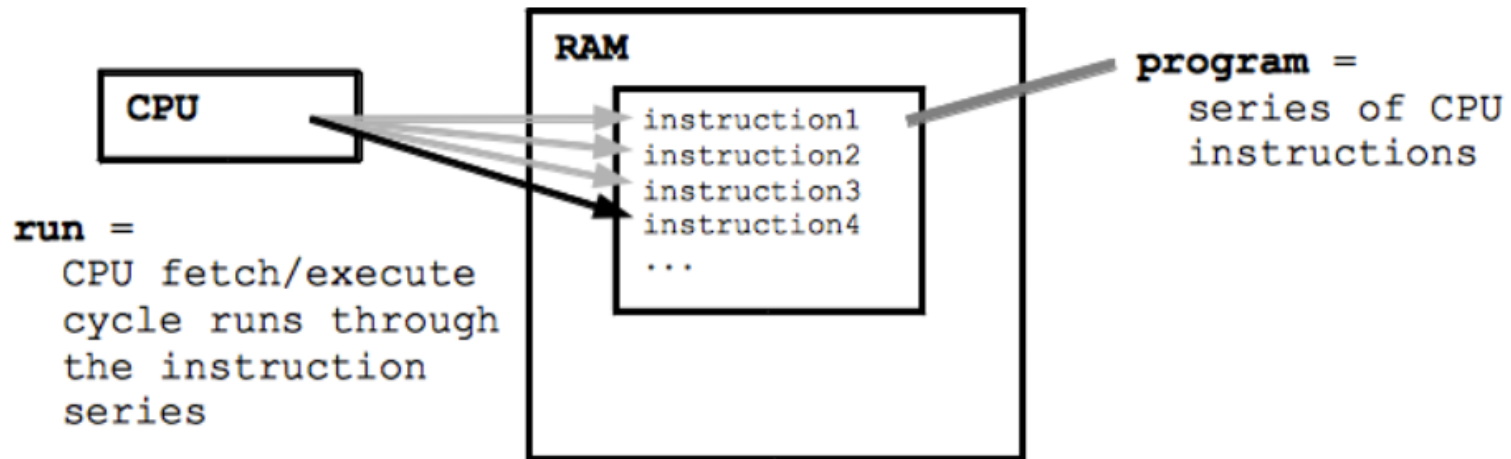 CPU
run =
CPU fetch/execute
cycle runs through
the instruction
series
RAM
instruction1
instruction2
instruction3
instruction4
...
program =
series of CPU
instructions